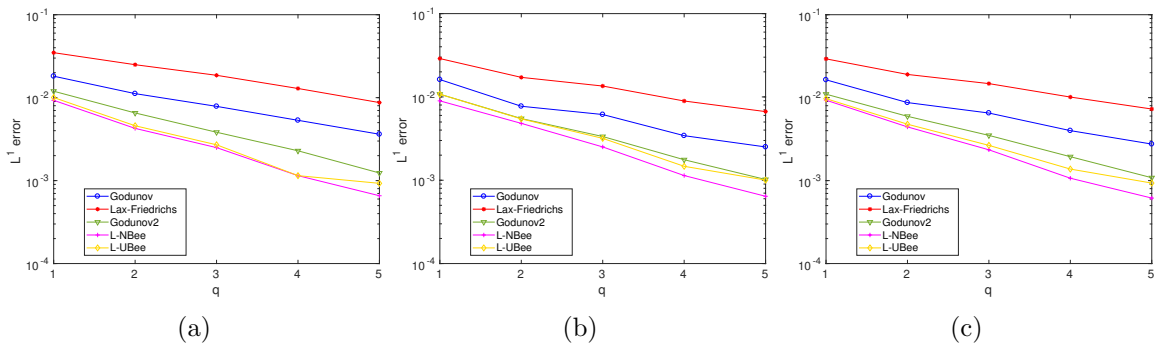 10^-1
10^-2
10^-3
10^-4
L^1 error
Godunov
Lax-Friedrichs
Godunov2
L-NBee
L-UBee
1 2 3 4 5
q
(a)
10^-1
10^-2
10^-3
10^-4
L^1 error
Godunov
Lax-Friedrichs
Godunov2
L-NBee
L-UBee
1 2 3 4 5
q
(b)
10^-1
10^-2
10^-3
10^-4
L^1 error
Godunov
Lax-Friedrichs
Godunov2
L-NBee
L-UBee
1 2 3 4 5
q
(c)